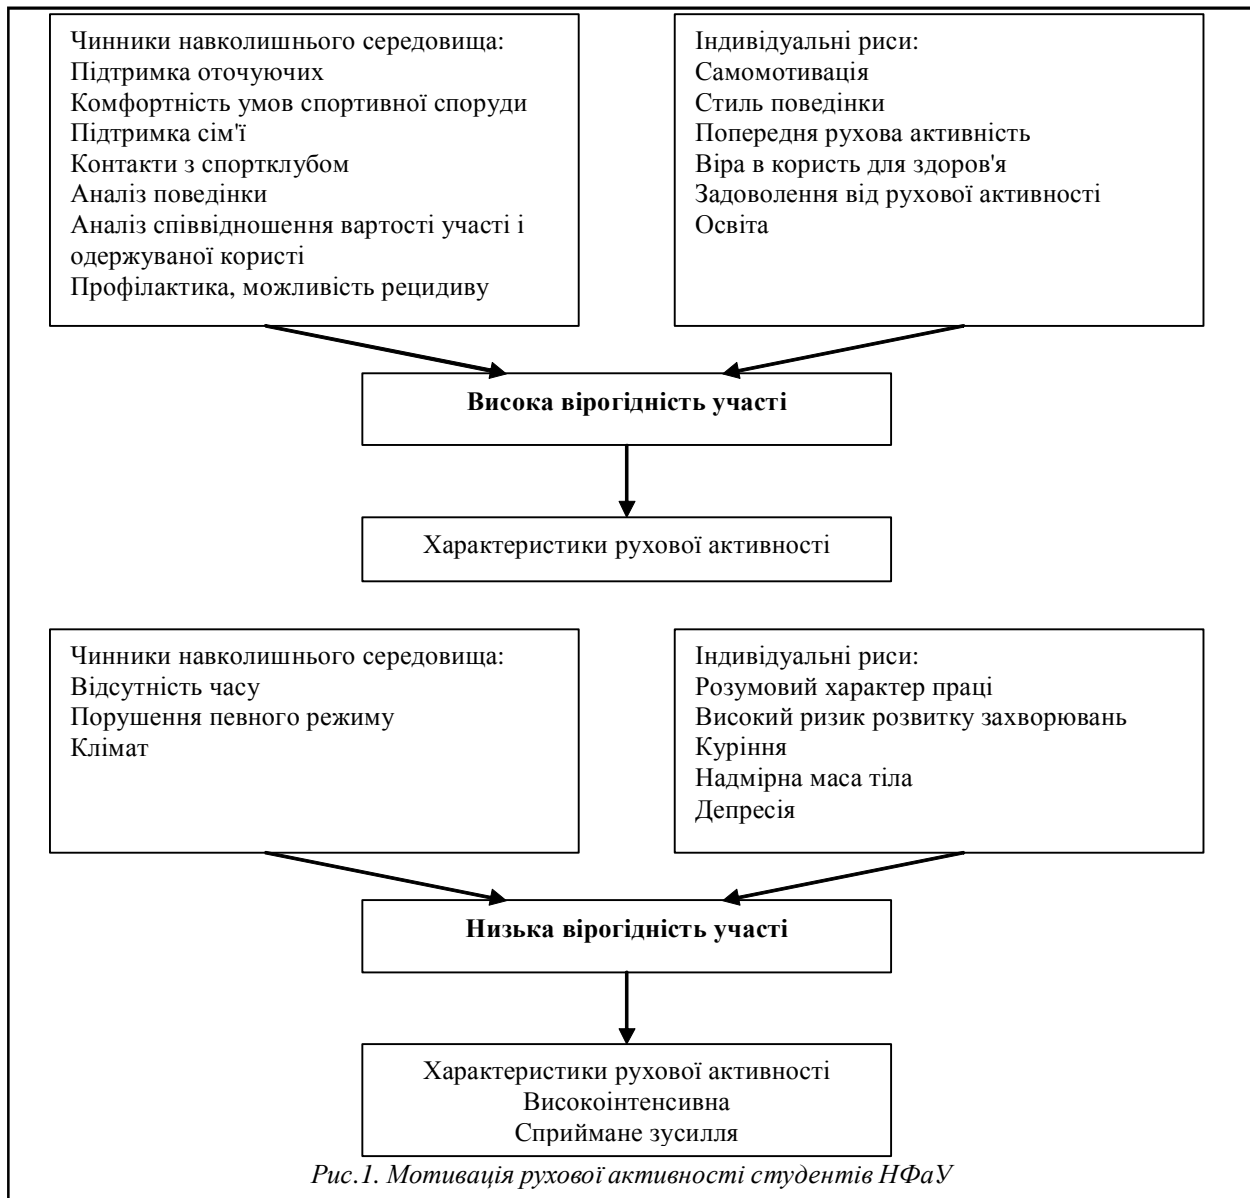 Чинники навколишнього середовища:
Підтримка оточуючих
Комфортність умов спортивної споруди
Підтримка сім'ї
Контакти з спортклубом
Аналіз поведінки
Аналіз співвідношення вартості участі і
одержуваної користі
Профілактика, можливість рецидиву
Індивідуальні риси:
Самомотивація
Стиль поведінки
Попередня рухова активність
Віра в користь для здоров'я
Задоволення від рухової активності
Освіта
Висока вірогідність участі
Характеристики рухової активності
Чинники навколишнього середовища:
Відсутність часу
Порушення певного режиму
Клімат
Індивідуальні риси:
Розумовий характер праці
Високий ризик розвитку захворювань
Куріння
Надмірна маса тіла
Депресія
Низька вірогідність участі
Характеристики рухової активності
Високоінтенсивна
Сприймане зусилля
Рис.1. Мотивація рухової активності студентів НФаУ